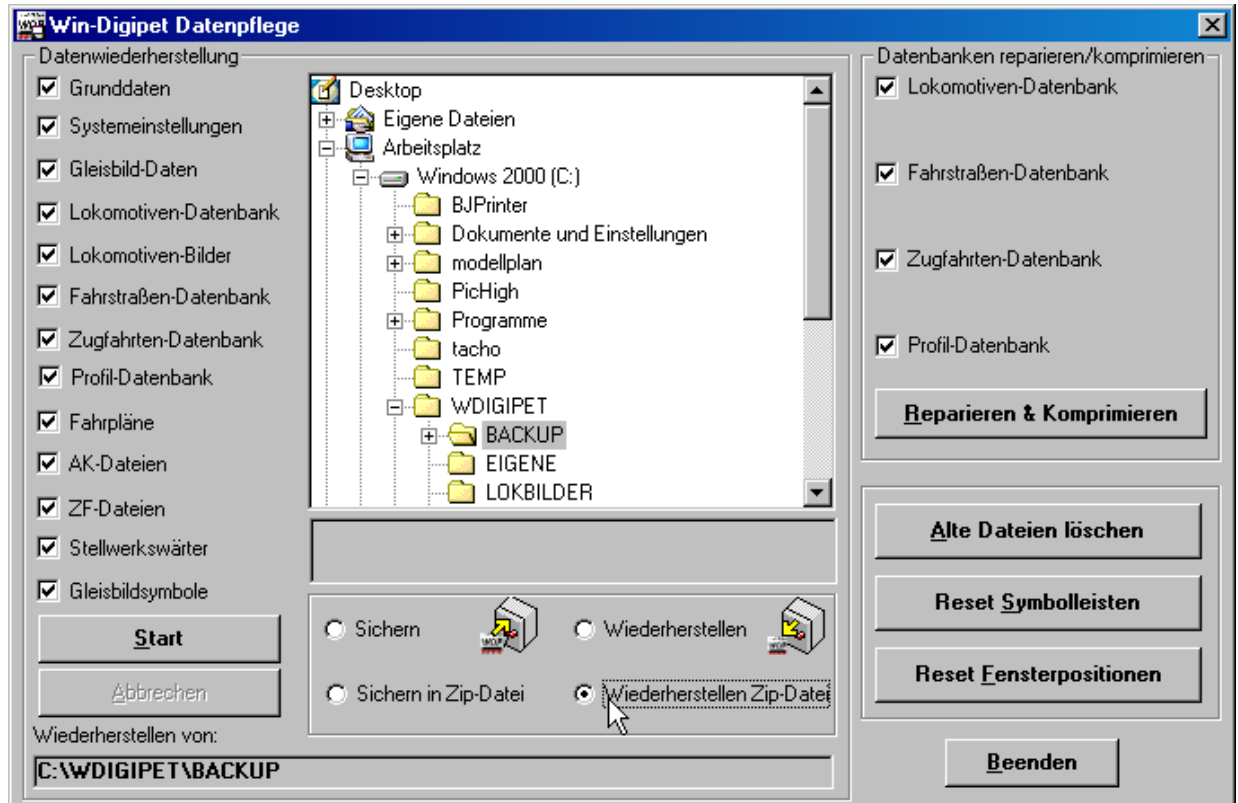 Win-Digipet Datenpflege
Datenwiederherstellung
Grunddaten
Systemeinstellungen
Gleisbild-Daten
Lokomotiven-Datenbank
Lokomotiven-Bilder
Fahrstraßen-Datenbank
Zugfahrten-Datenbank
Profil-Datenbank
Fahrpläne
AK-Dateien
ZF-Dateien
Stellwerkswärter
Gleisbildsymbole
Start
Abbrechen
Desktop
Eigene Dateien
Arbeitsplatz
Windows 2000 (C:)
BJPrinter
Dokumente und Einstellungen
modellplan
PicHigh
Programme
tacho
TEMP
WDIGIPET
BACKUP
EIGENE
LOKBILDER
Sichern
Wiederherstellen
Sichern in Zip-Datei
Wiederherstellen Zip-Datei
Wiederherstellen von:
C:\WDIGIPET\BACKUP
Datenbanken reparieren/komprimieren
Lokomotiven-Datenbank
Fahrstraßen-Datenbank
Zugfahrten-Datenbank
Profil-Datenbank
Reparieren & Komprimieren
Alte Dateien löschen
Reset Symbolleisten
Reset Fensterpositionen
Beenden